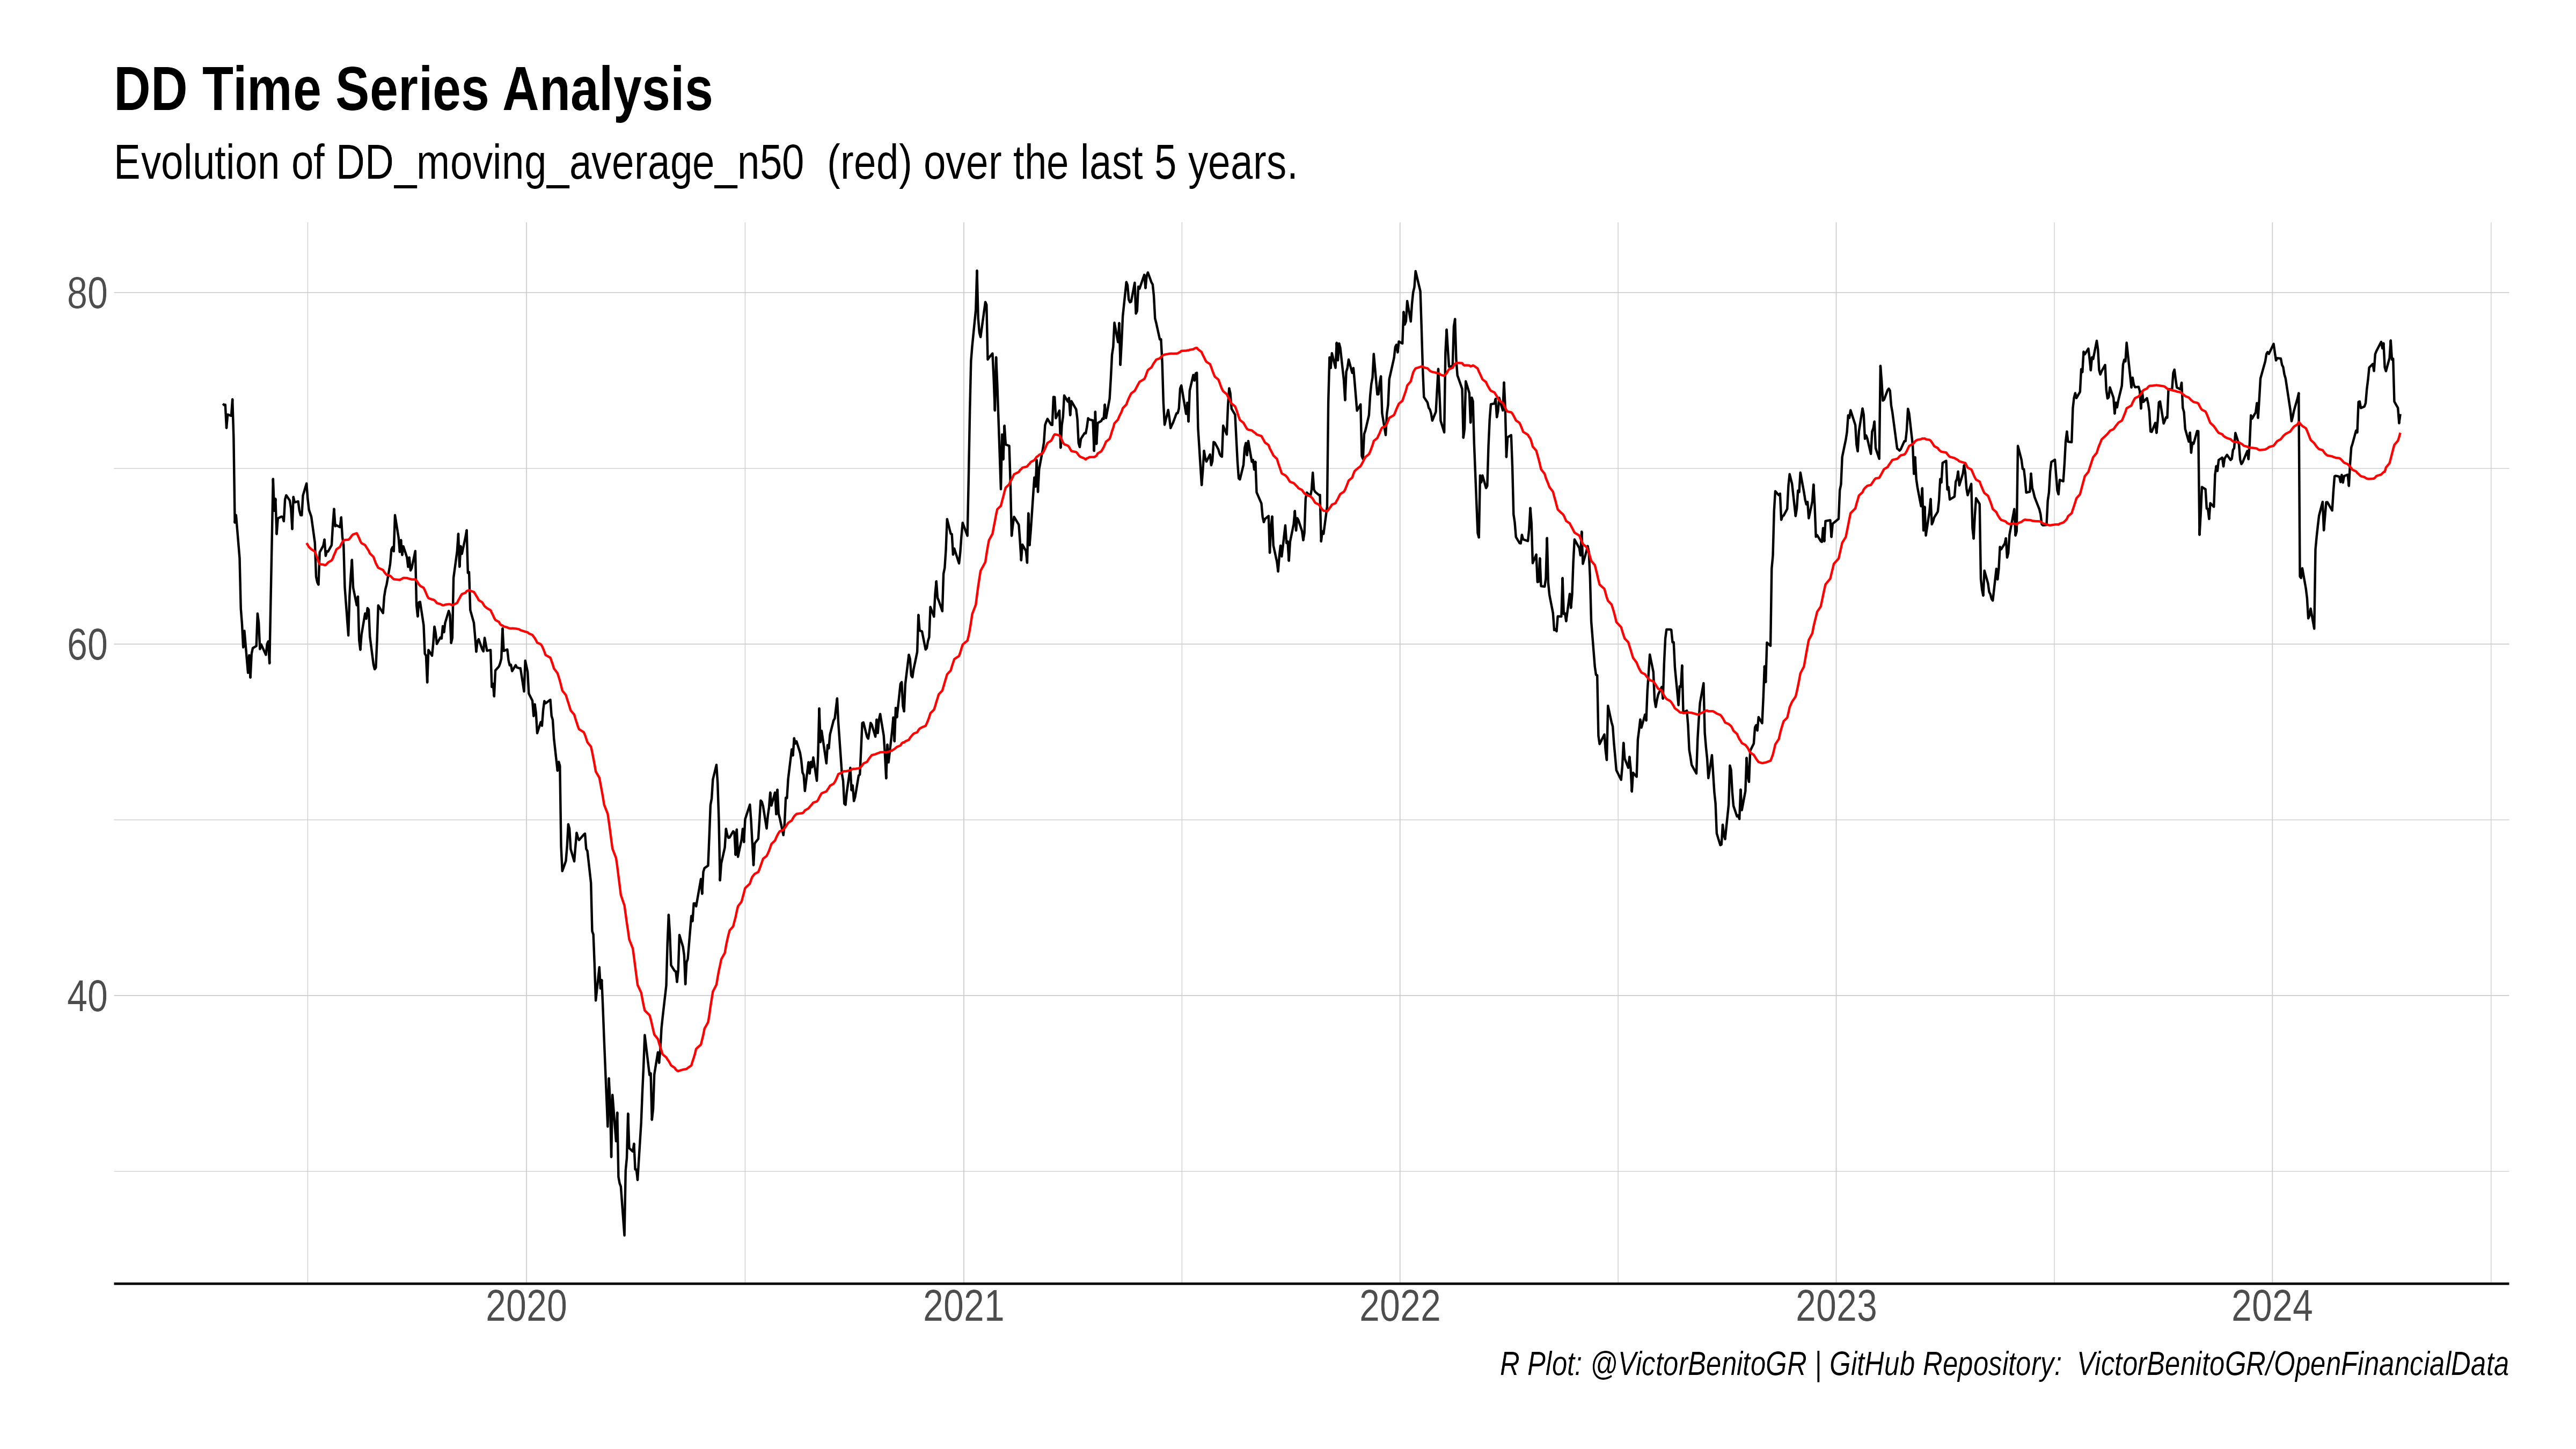 DD Time Series Analysis
Evolution of DD_moving_average_n50  (red) over the last 5 years.
80
60
40
2020 2021 2022 2023 2024
R Plot: @VictorBenitoGR | GitHub Repository:  VictorBenitoGR/OpenFinancialData